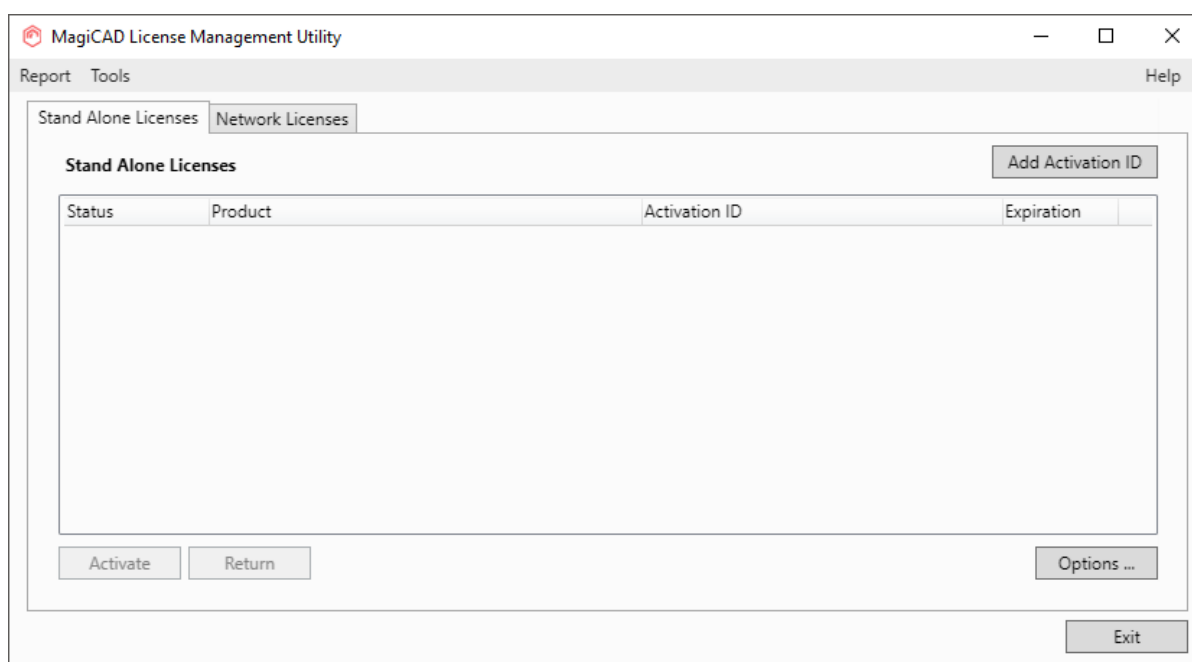 MagiCAD License Management Utility
Report Tools Help
Stand Alone Licenses Network Licenses
Stand Alone Licenses Add Activation ID
Status Product Activation ID Expiration
Activate Return Options ...
Exit